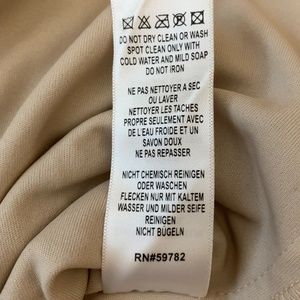 DO NOT DRY CLEAN OR WASH
SPOT CLEAN ONLY WITH
COLD WATER AND MILD SOAP
DO NOT IRON
NE PAS NETTOYER A SEC
OU LAVER
NETTOYER LES TACHES
PROPRE SEULEMENT AVEC
DE L'EAU FROIDE ET UN
SAVON DOUX
NE PAS REPASSER
NICHT CHEMISCH REINIGEN
ODER WASCHEN
FLECKEN NUR MIT KALTEM
WASSER UND MILDER SEIFE
REINIGEN
NICHT BÜGELN
RN#59782